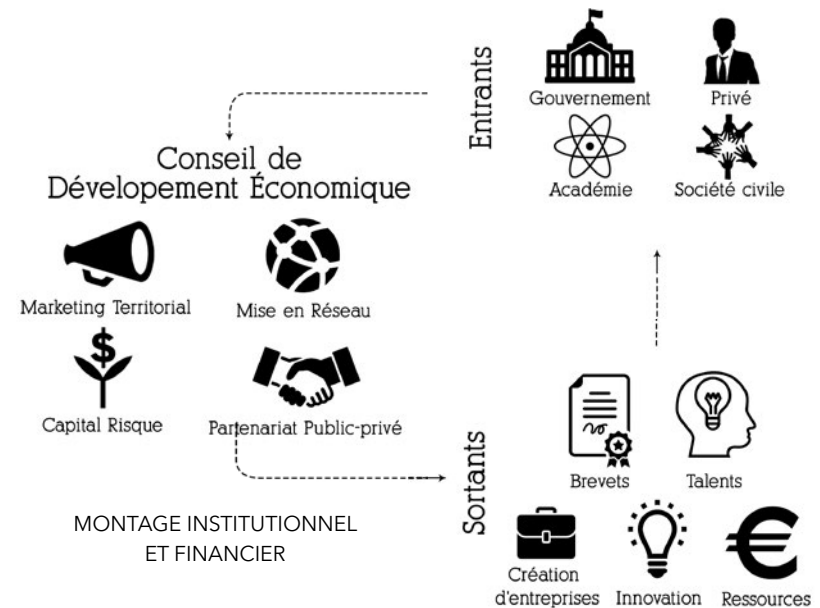 Entrants
Gouvernement
Privé
Académie
Société civile
Conseil de
Dévelopement Économique
Marketing Territorial
Mise en Réseau
$
Capital Risque
Partenariat Public-privé
MONTAGE INSTITUTIONNEL
ET FINANCIER
Sortants
Brevets
Talents
Création
d'entreprises
Innovation
€
Ressources